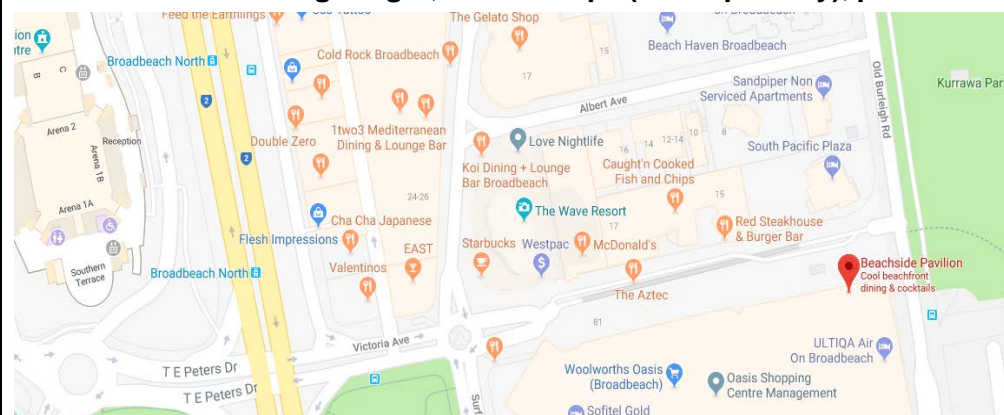 Feed the Earthlings
The Gelato Shop
on Broadbeach
Beach Haven Broadbeach
Broadbeach North
Cold Rock Broadbeach
15
17
Sandpiper Non
Serviced Apartments
Old Burleigh Rd
Kurrawa Par
B
C
2
Albert Ave
Arena 2
Reception
Double Zero
1two3 Mediterranean
Dining & Lounge Bar
Love Nightlife
16
14
12-14
10
8
South Pacific Plaza
2
Arena 1B
Koi Dining + Lounge
Bar Broadbeach
Caught'n Cooked
Fish and Chips
24-26
15
Arena 1A
The Wave Resort
Cha Cha Japanese
17
Red Steakhouse
& Burger Bar
Flesh Impressions
EAST
Starbucks
Westpac
McDonald's
Southern
Terrace
Broadbeach North
Valentinos
Beachside Pavilion
Cool beachfront
dining & cocktails
The Aztec
81
Victoria Ave
ULTIQA Air
On Broadbeach
T E Peters Dr
T E Peters Dr
Woolworths Oasis
(Broadbeach)
Oasis Shopping
Centre Management
Surf
Sofitel Gold